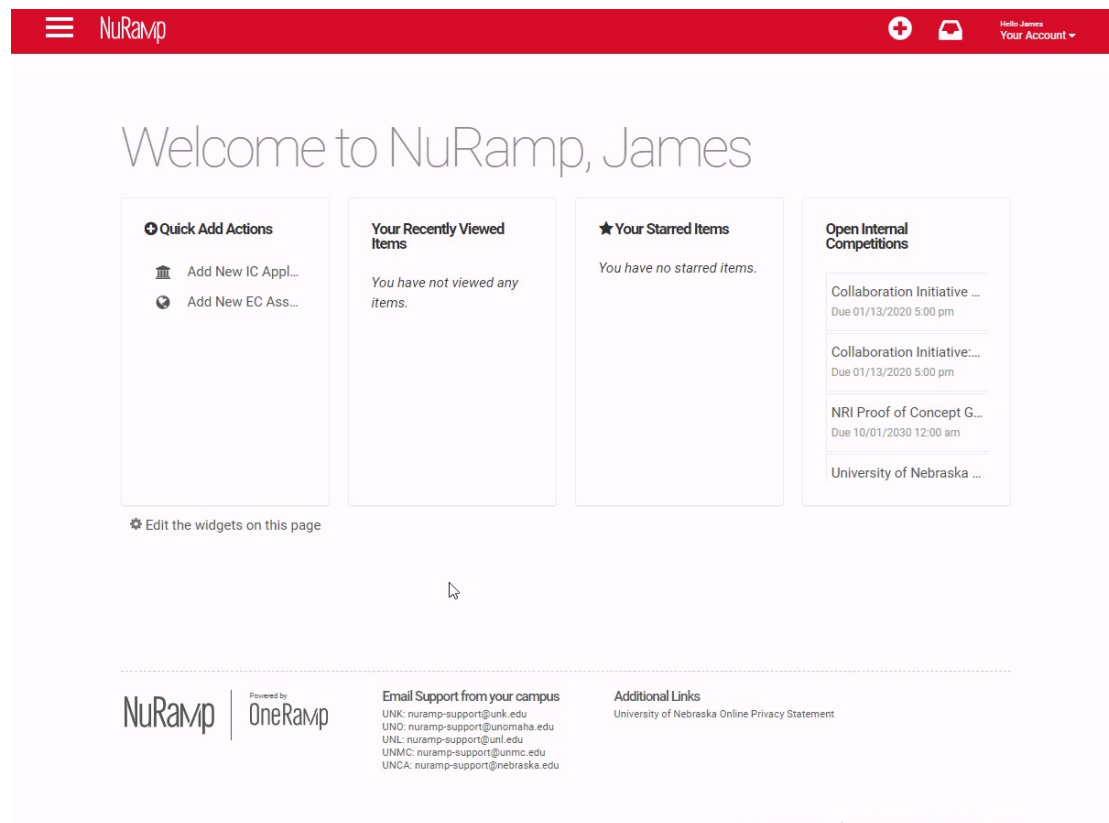 NuRamp
Hello James
Your Account
Welcome to NuRamp, James
Quick Add Actions
Add New IC Appl...
Add New EC Ass...
Your Recently Viewed
Items
You have not viewed any
items.
Your Starred Items
You have no starred items.
Open Internal
Competitions
Collaboration Initiative ...
Due 01/13/2020 5:00 pm
Collaboration Initiative:...
Due 01/13/2020 5:00 pm
NRI Proof of Concept G...
Due 10/01/2030 12:00 am
University of Nebraska ...
Edit the widgets on this page
NuRamp
Powered by
OneRamp
Email Support from your campus
UNK: nuramp-support@unk.edu
UNO: nuramp-support@unomaha.edu
UNL: nuramp-support@unl.edu
UNMC: nuramp-support@unmc.edu
UNCA: nuramp-support@nebraska.edu
Additional Links
University of Nebraska Online Privacy Statement